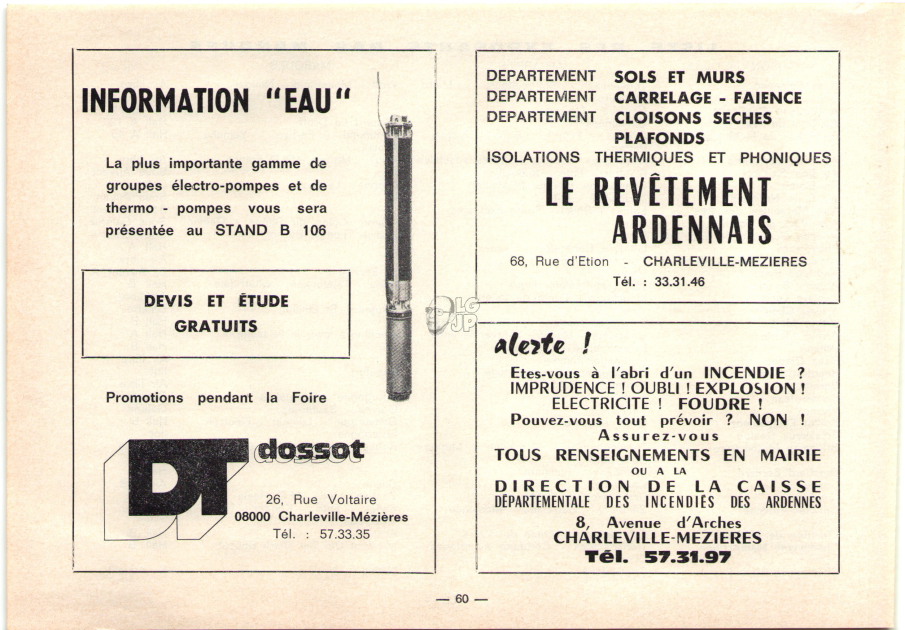 INFORMATION "EAU"
La plus importante gamme de
groupes électro-pompes et de
thermo - pompes vous sera
présentée au STAND B 106
DEVIS ET ÉTUDE
GRATUITS
Promotions pendant la Foire
DT dossot
26, Rue Voltaire
08000 Charleville-Mézières
Tél. : 57.33.35
DEPARTEMENT SOLS ET MURS
DEPARTEMENT CARRELAGE - FAIENCE
DEPARTEMENT CLOISONS SECHES
PLAFONDS
ISOLATIONS THERMIQUES ET PHONIQUES
LE REVÊTEMENT
ARDENNAIS
68, Rue d'Etion - CHARLEVILLE-MEZIERES
Tél. : 33.31.46
LG
JP
alerte !
Etes-vous à l'abri d'un INCENDIE ?
IMPRUDENCE ! OUBLI ! EXPLOSION !
ELECTRICITE ! FOUDRE !
Pouvez-vous tout prévoir ? NON !
Assurez-vous
TOUS RENSEIGNEMENTS EN MAIRIE
OU A LA
DIRECTION DE LA CAISSE
DÉPARTEMENTALE DES INCENDIÉS DES ARDENNES
8, Avenue d'Arches
CHARLEVILLE-MEZIERES
Tél. 57.31.97
— 60 —